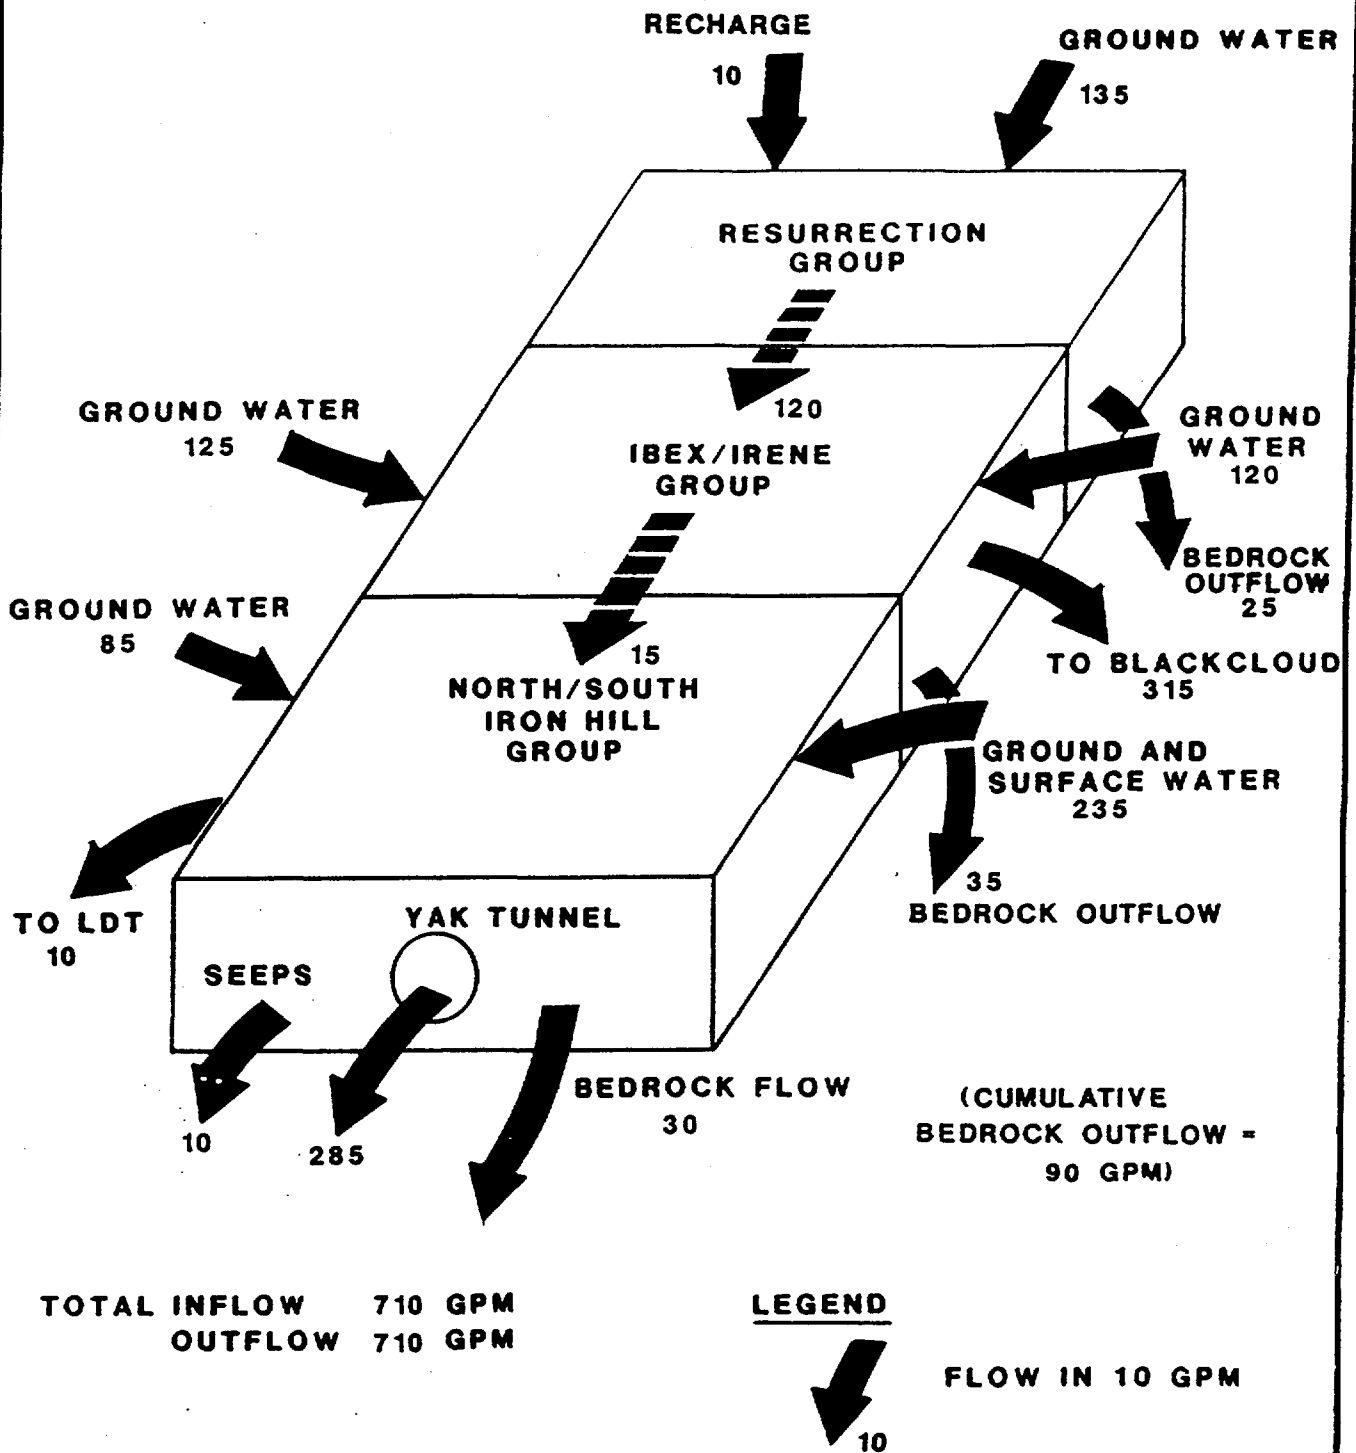 RECHARGE
10
GROUND WATER
135
RESURRECTION
GROUP
120
GROUND WATER
125
IBEX/IRENE
GROUP
GROUND
WATER
120
BEDROCK
OUTFLOW
25
GROUND WATER
85
15
TO BLACKCLOUD
315
NORTH/SOUTH
IRON HILL
GROUP
GROUND AND
SURFACE WATER
235
35
BEDROCK OUTFLOW
TO LDT
10
YAK TUNNEL
SEEPS
10
285
BEDROCK FLOW
30
(CUMULATIVE
BEDROCK OUTFLOW =
90 GPM)
TOTAL INFLOW 710 GPM
OUTFLOW 710 GPM
LEGEND
FLOW IN 10 GPM
10